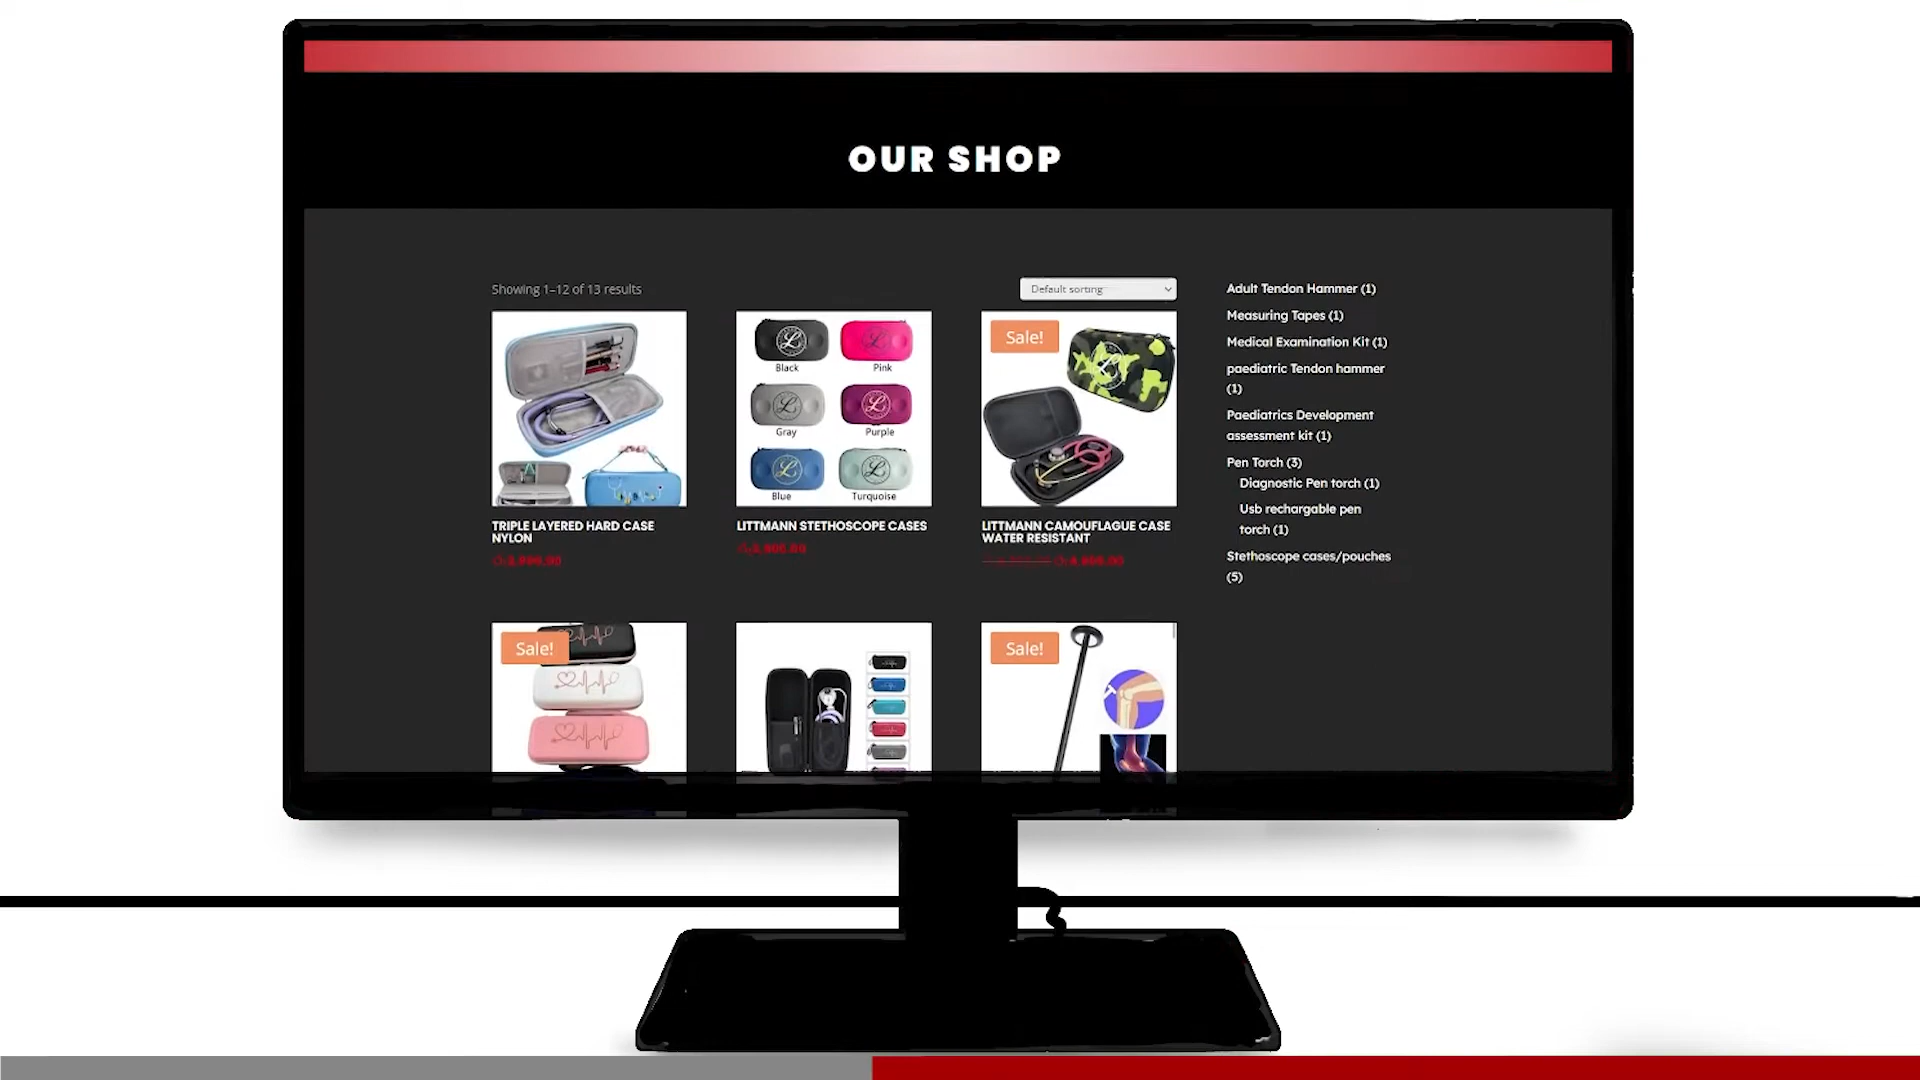 OUR SHOP
Showing 1–12 of 13 results
Default sorting
Sale!
Black
Pink
Gray
Purple
Blue
Turquoise
TRIPLE LAYERED HARD CASE
NYLON
LITTMANN STETHOSCOPE CASES
LITTMANN CAMOUFLAGUE CASE
WATER RESISTANT
Sale!
Sale!
Adult Tendon Hammer (1)
Measuring Tapes (1)
Medical Examination Kit (1)
paediatric Tendon hammer
(1)
Paediatrics Development
assessment kit (1)
Pen Torch (3)
Diagnostic Pen torch (1)
Usb rechargable pen
torch (1)
Stethoscope cases/pouches
(5)